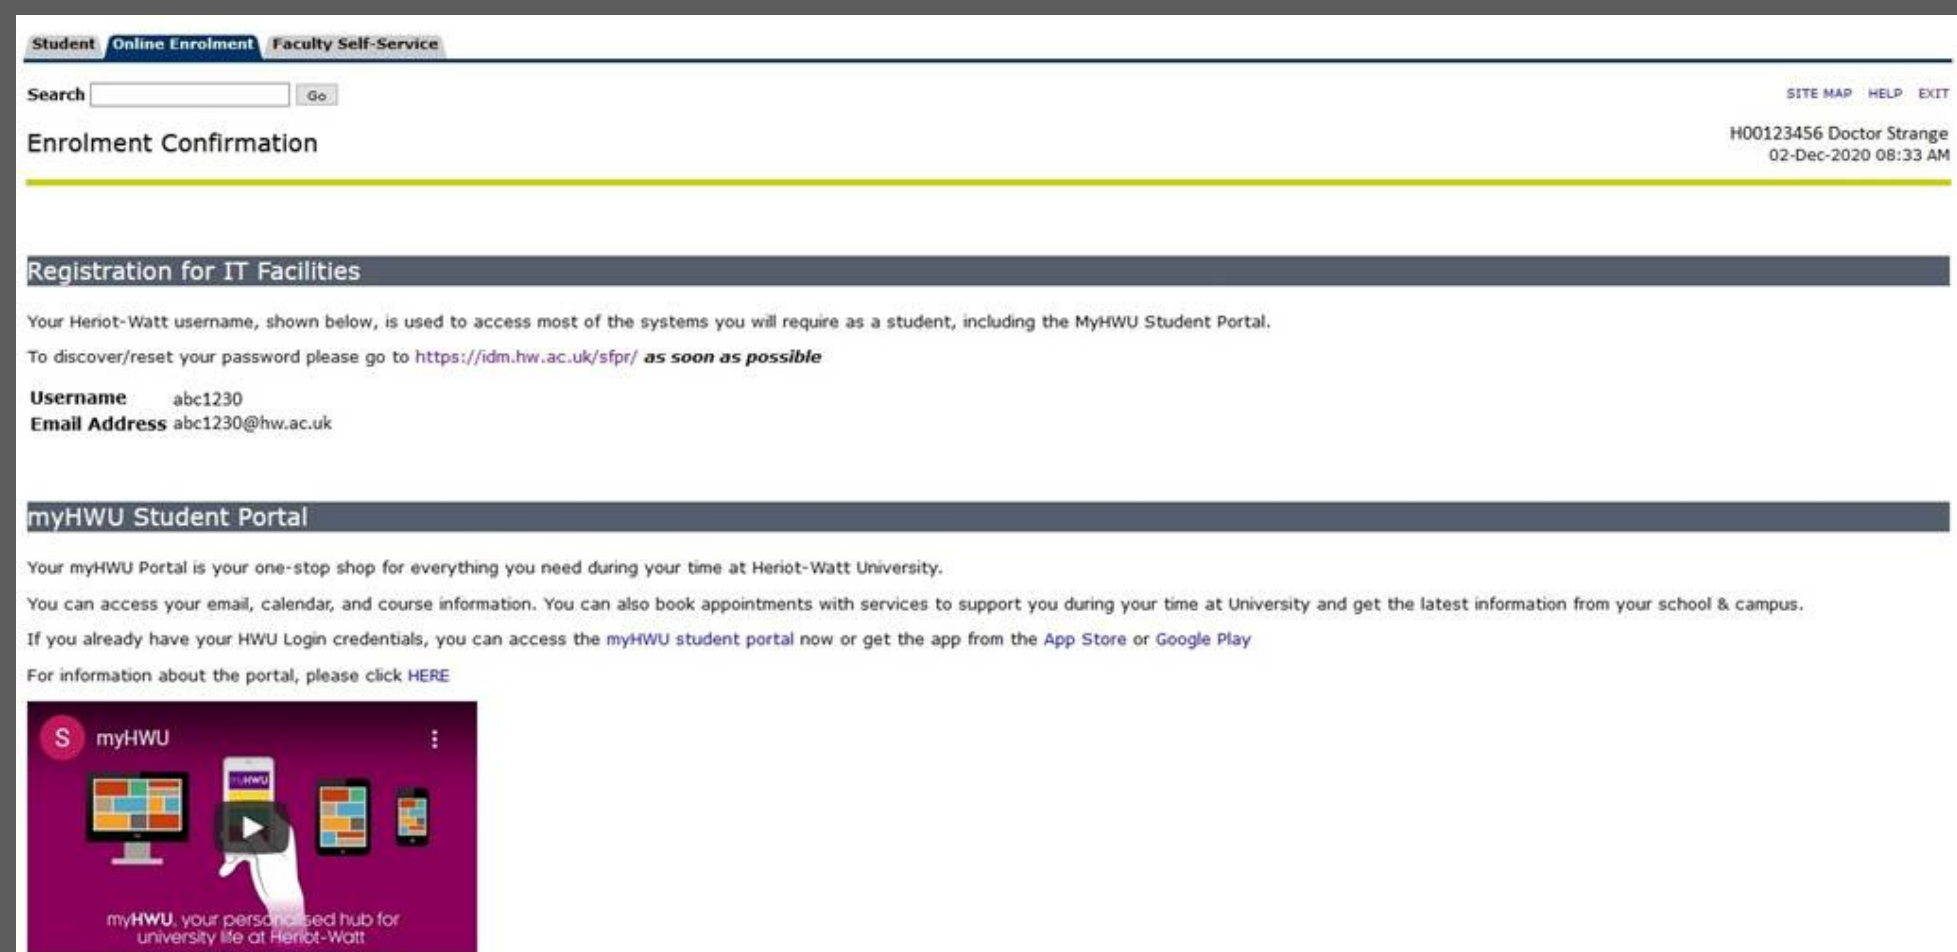 Student Online Enrolment Faculty Self-Service
Search Go
SITE MAP HELP EXIT
Enrolment Confirmation
H00123456 Doctor Strange
02-Dec-2020 08:33 AM
Registration for IT Facilities
Your Heriot-Watt username, shown below, is used to access most of the systems you will require as a student, including the MyHWU Student Portal.
To discover/reset your password please go to https://idm.hw.ac.uk/sfpr/ as soon as possible
Username abc1230
Email Address abc1230@hw.ac.uk
myHWU Student Portal
Your myHWU Portal is your one-stop shop for everything you need during your time at Heriot-Watt University.
You can access your email, calendar, and course information. You can also book appointments with services to support you during your time at University and get the latest information from your school & campus.
If you already have your HWU Login credentials, you can access the myHWU student portal now or get the app from the App Store or Google Play
For information about the portal, please click HERE
S myHWU
myHWU
myHWU, your personalised hub for
university life at Heriot-Watt